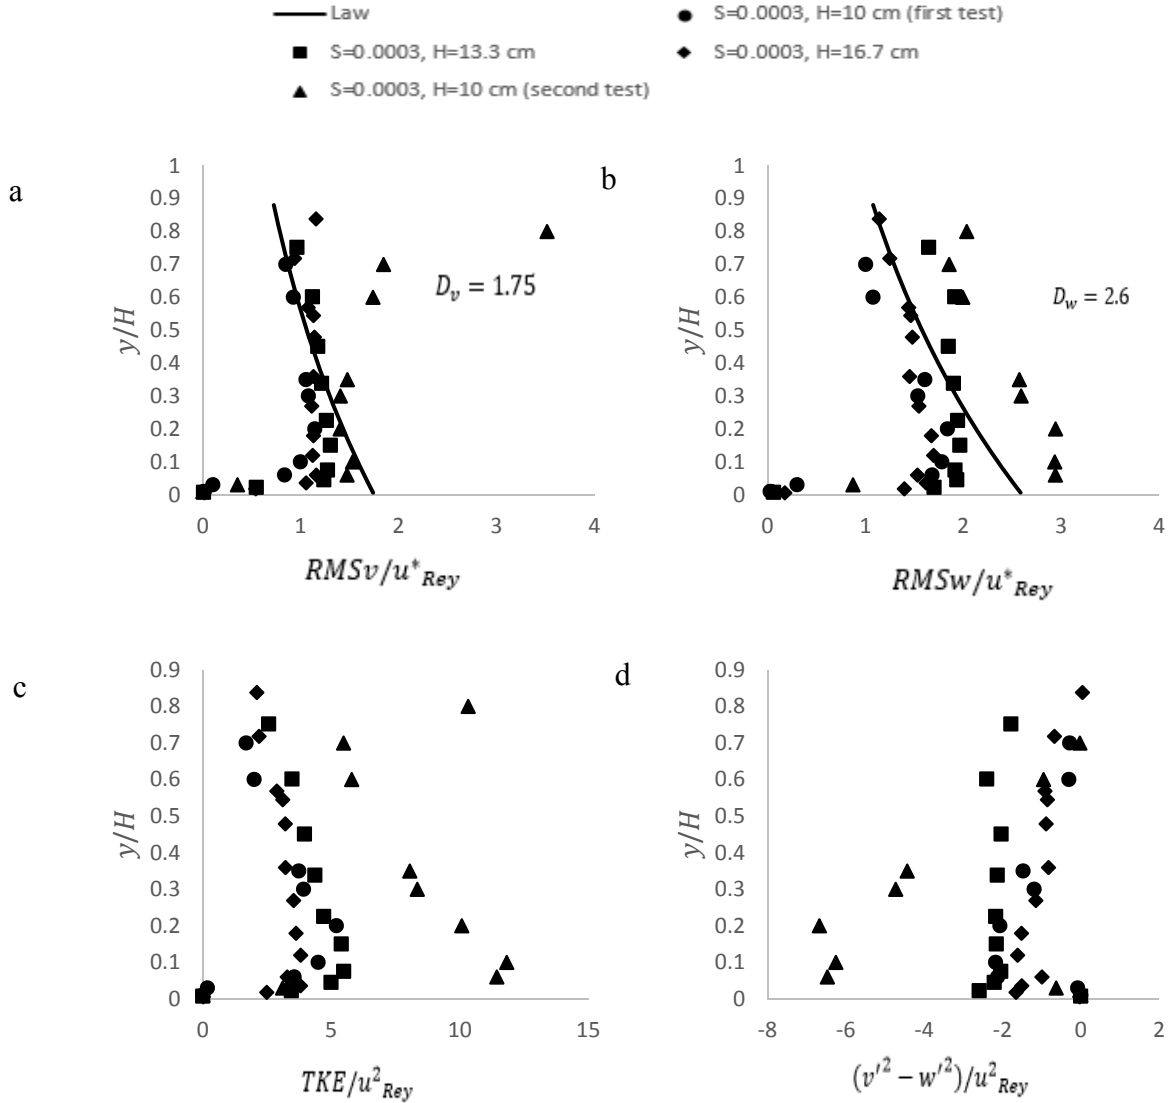 Law
S=0.0003, H=10 cm (first test)
S=0.0003, H=13.3 cm
S=0.0003, H=16.7 cm
S=0.0003, H=10 cm (second test)
a
1
0.9
0.8
0.7
0.6
0.5
0.4
0.3
0.2
0.1
0
y/H
D_v = 1.75
0 1 2 3 4
RMSv/u*_Rey
b
1
0.9
0.8
0.7
0.6
0.5
0.4
0.3
0.2
0.1
0
y/H
D_w = 2.6
0 1 2 3 4
RMSw/u*_Rey
c
0.9
0.8
0.7
0.6
0.5
0.4
0.3
0.2
0.1
0
y/H
0 5 10 15
TKE/u²_Rey
d
0.9
0.8
0.7
0.6
0.5
0.4
0.3
0.2
0.1
0
y/H
-8 -6 -4 -2 0 2
(v′² − w′²)/u²_Rey